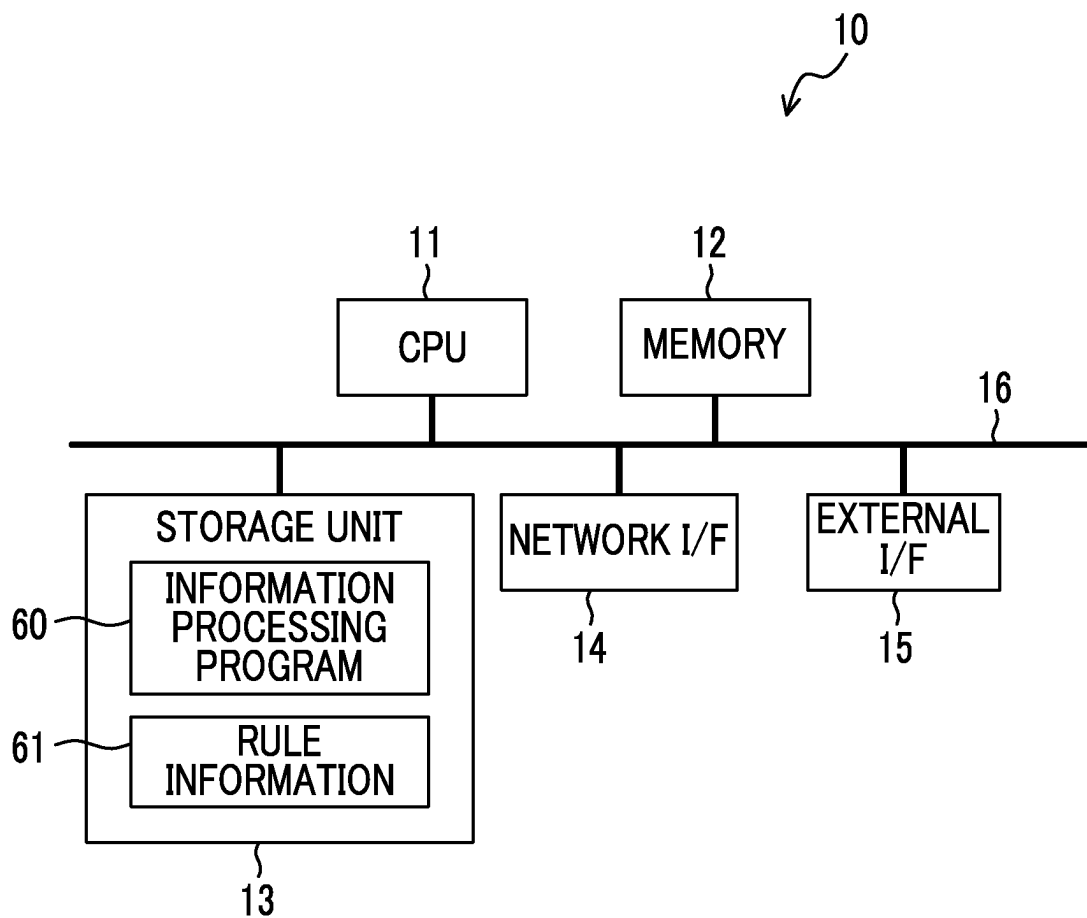 10
11
12
CPU
MEMORY
16
STORAGE UNIT
NETWORK I/F
EXTERNAL
I/F
60
INFORMATION
PROCESSING
PROGRAM
14
15
61
RULE
INFORMATION
13